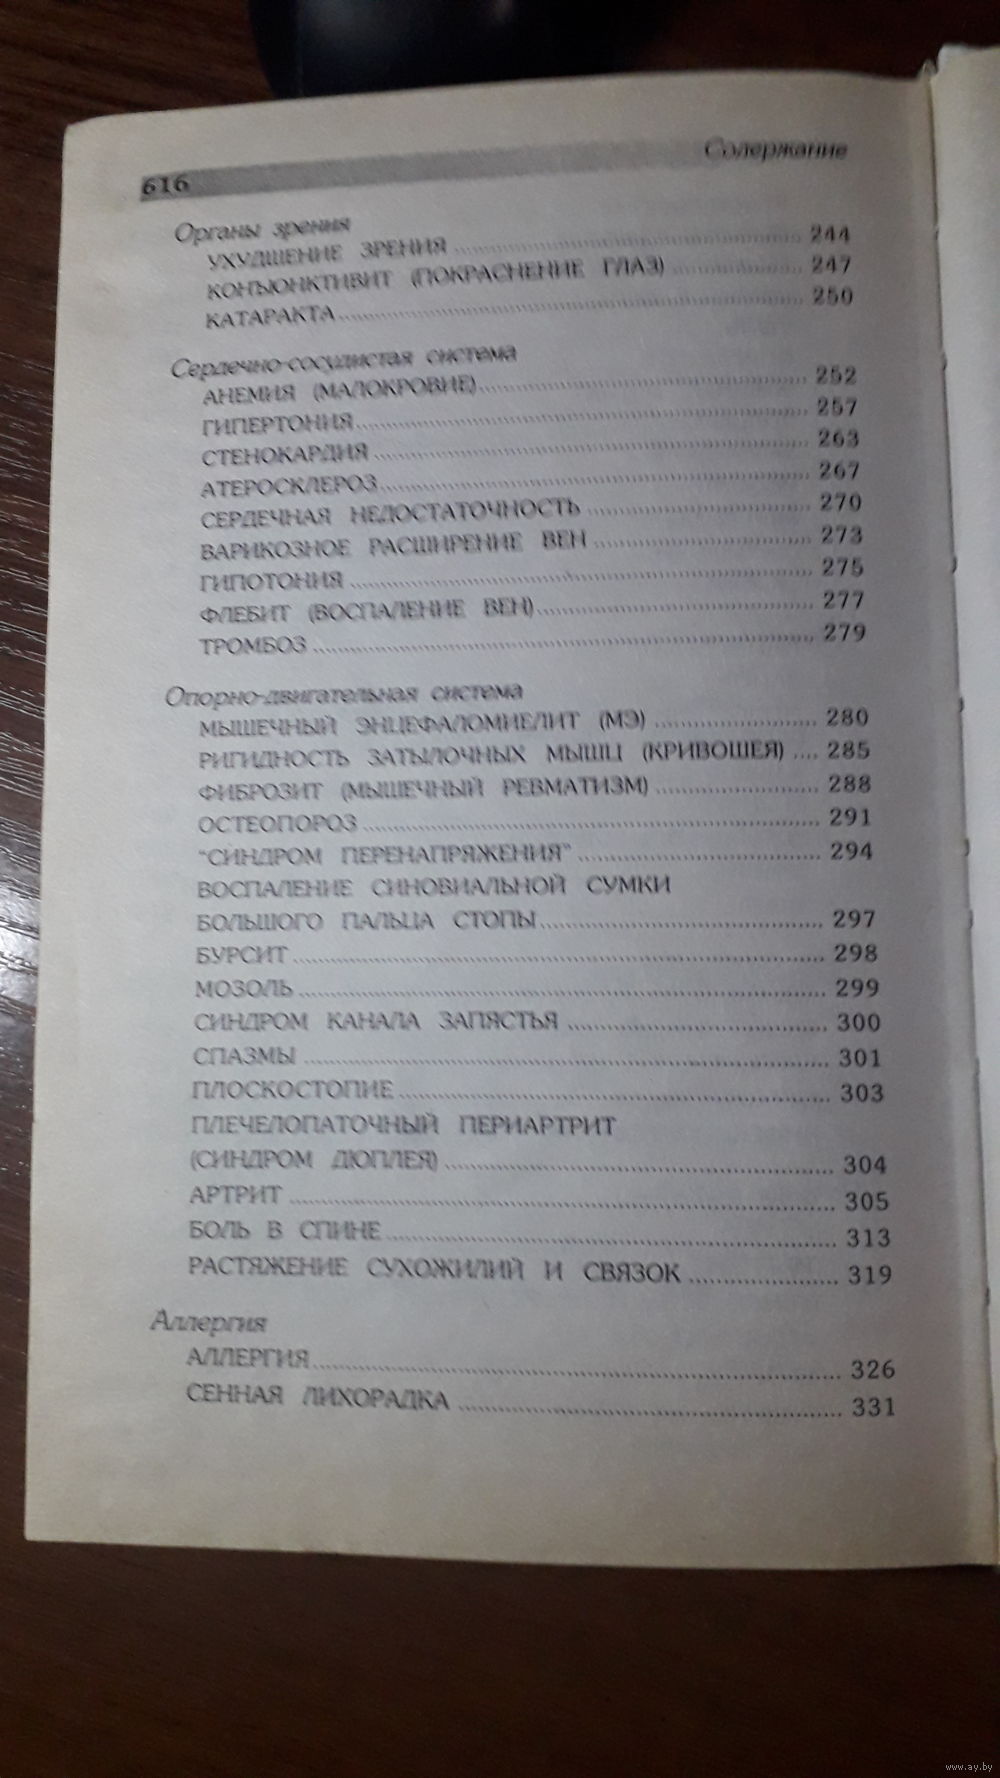 616 Содержание
Органы зрения
УХУДШЕНИЕ ЗРЕНИЯ ........ 244
КОНЪЮНКТИВИТ (ПОКРАСНЕНИЕ ГЛАЗ) ........ 247
КАТАРАКТА ........ 250
Сердечно-сосудистая система
АНЕМИЯ (МАЛОКРОВИЕ) ........ 252
ГИПЕРТОНИЯ ........ 257
СТЕНОКАРДИЯ ........ 263
АТЕРОСКЛЕРОЗ ........ 267
СЕРДЕЧНАЯ НЕДОСТАТОЧНОСТЬ ........ 270
ВАРИКОЗНОЕ РАСШИРЕНИЕ ВЕН ........ 273
ГИПОТОНИЯ ........ 275
ФЛЕБИТ (ВОСПАЛЕНИЕ ВЕН) ........ 277
ТРОМБОЗ ........ 279
Опорно-двигательная система
МЫШЕЧНЫЙ ЭНЦЕФАЛОМИЕЛИТ (МЭ) ........ 280
РИГИДНОСТЬ ЗАТЫЛОЧНЫХ МЫШЦ (КРИВОШЕЯ) .... 285
ФИБРОЗИТ (МЫШЕЧНЫЙ РЕВМАТИЗМ) ........ 288
ОСТЕОПОРОЗ ........ 291
"СИНДРОМ ПЕРЕНАПРЯЖЕНИЯ" ........ 294
ВОСПАЛЕНИЕ СИНОВИАЛЬНОЙ СУМКИ
БОЛЬШОГО ПАЛЬЦА СТОПЫ ........ 297
БУРСИТ ........ 298
МОЗОЛЬ ........ 299
СИНДРОМ КАНАЛА ЗАПЯСТЬЯ ........ 300
СПАЗМЫ ........ 301
ПЛОСКОСТОПИЕ ........ 303
ПЛЕЧЕЛОПАТОЧНЫЙ ПЕРИАРТРИТ
(СИНДРОМ ДЮПЛЕЯ) ........ 304
АРТРИТ ........ 305
БОЛЬ В СПИНЕ ........ 313
РАСТЯЖЕНИЕ СУХОЖИЛИЙ И СВЯЗОК ........ 319
Аллергия
АЛЛЕРГИЯ ........ 326
СЕННАЯ ЛИХОРАДКА ........ 331
www.ay.by